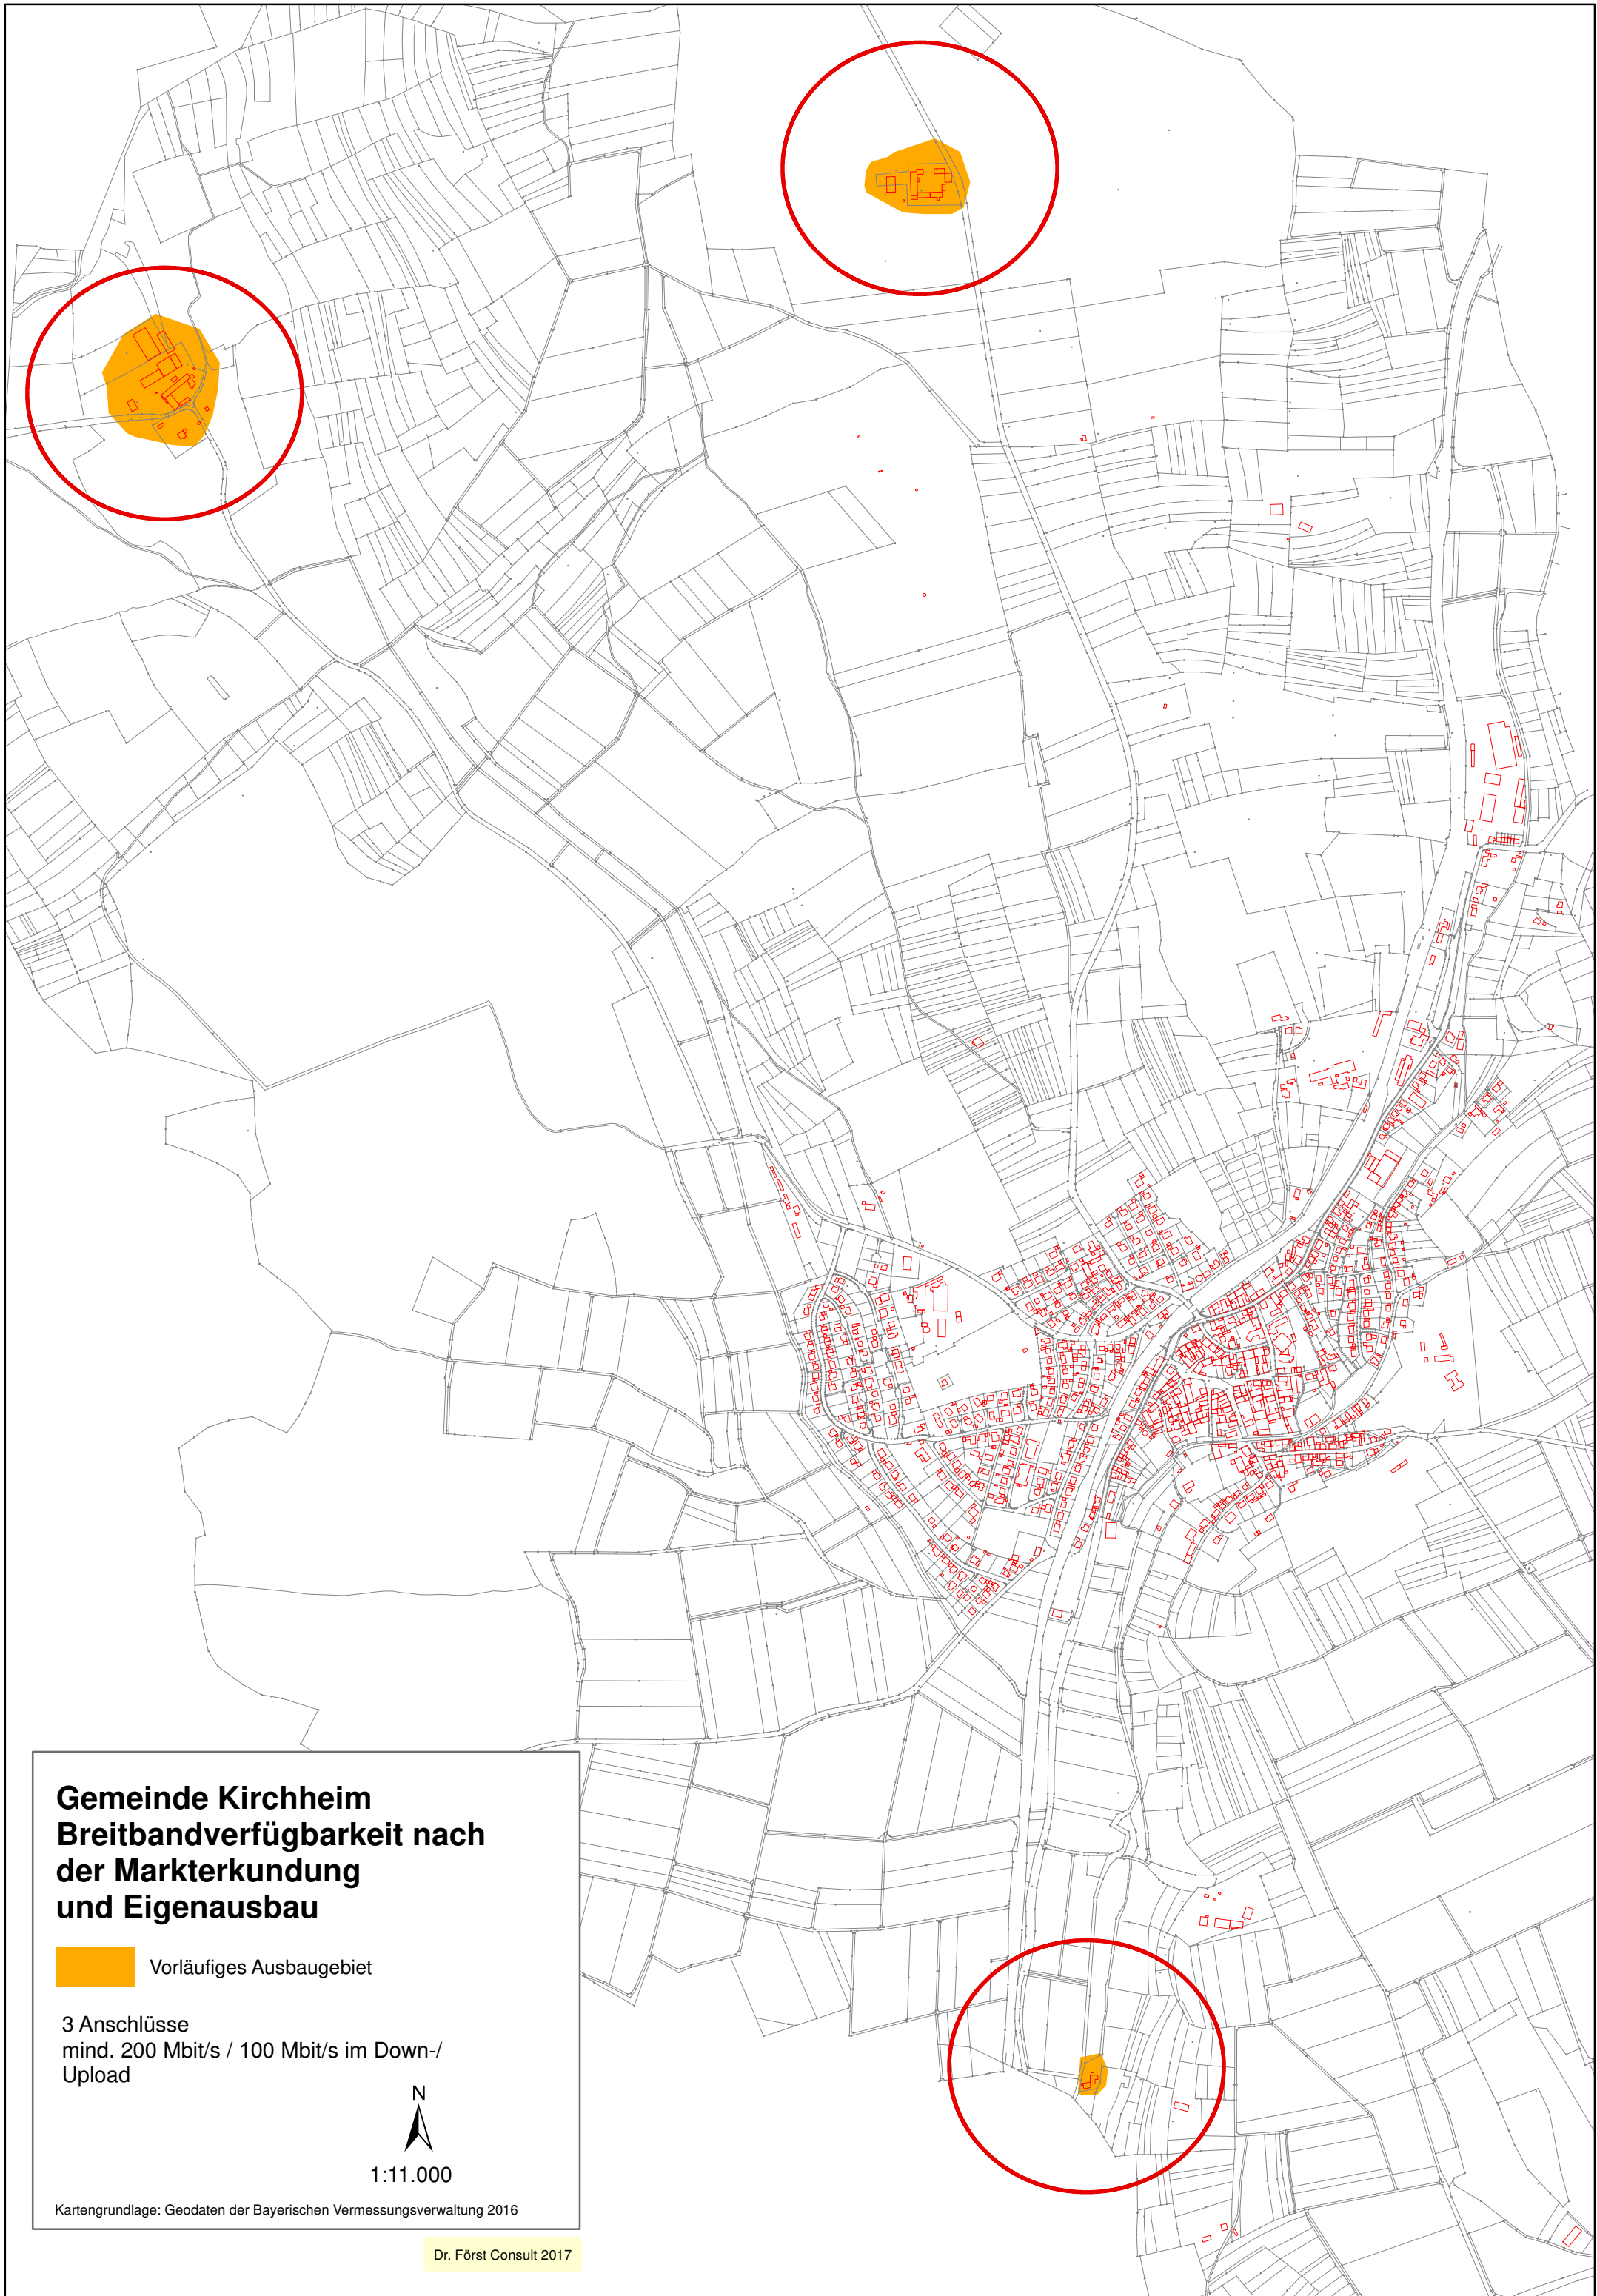 Gemeinde Kirchheim
Breitbandverfügbarkeit nach
der Markterkundung
und Eigenausbau
Vorläufiges Ausbaugebiet
3 Anschlüsse
mind. 200 Mbit/s / 100 Mbit/s im Down-/
Upload
N
1:11.000
Kartengrundlage: Geodaten der Bayerischen Vermessungsverwaltung 2016
Dr. Först Consult 2017